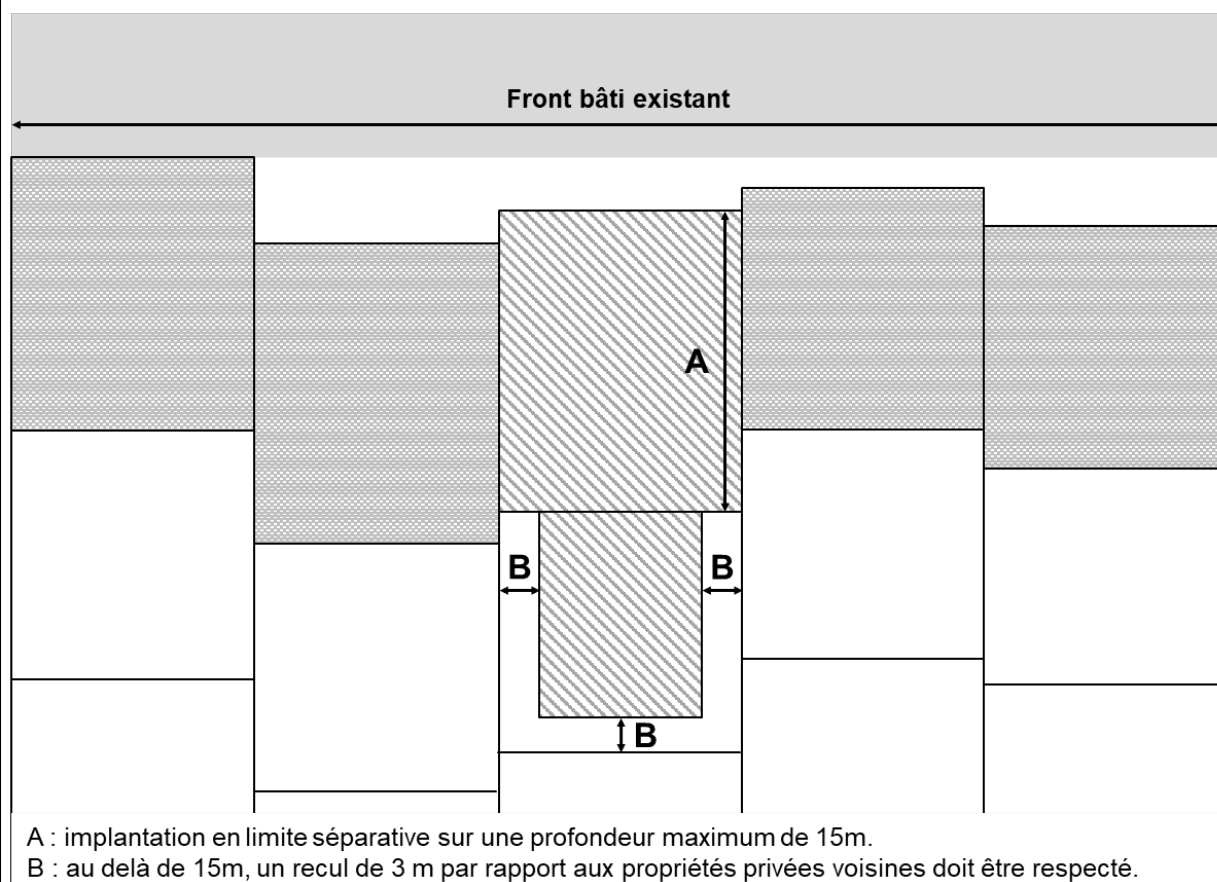 Front bâti existant
A
B
B
B
A : implantation en limite séparative sur une profondeur maximum de 15m.
B : au delà de 15m, un recul de 3 m par rapport aux propriétés privées voisines doit être respecté.